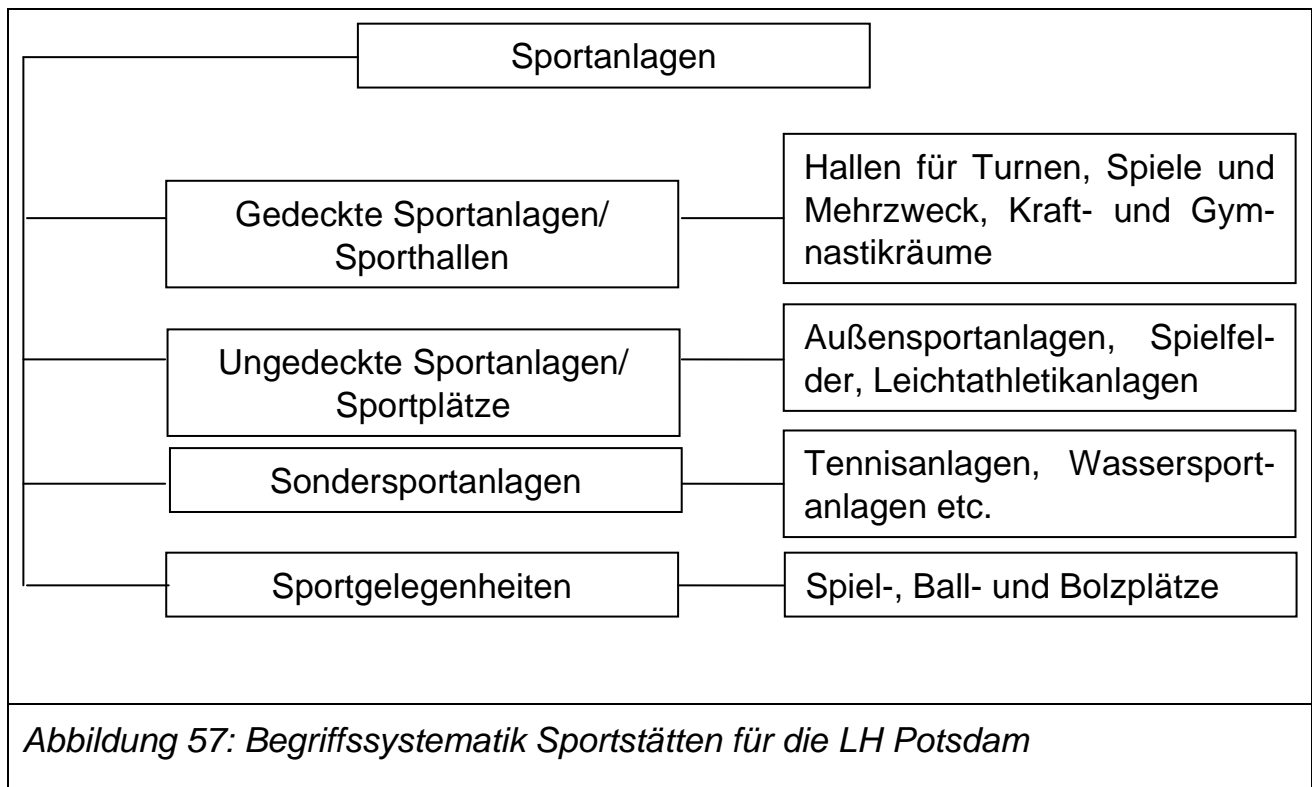 Sportanlagen
Gedeckte Sportanlagen/
Sporthallen
Hallen für Turnen, Spiele und
Mehrzweck, Kraft- und Gym-
nastikräume
Ungedeckte Sportanlagen/
Sportplätze
Außensportanlagen, Spielfel-
der, Leichtathletikanlagen
Sondersportanlagen
Tennisanlagen, Wassersport-
anlagen etc.
Sportgelegenheiten
Spiel-, Ball- und Bolzplätze
Abbildung 57: Begriffssystematik Sportstätten für die LH Potsdam